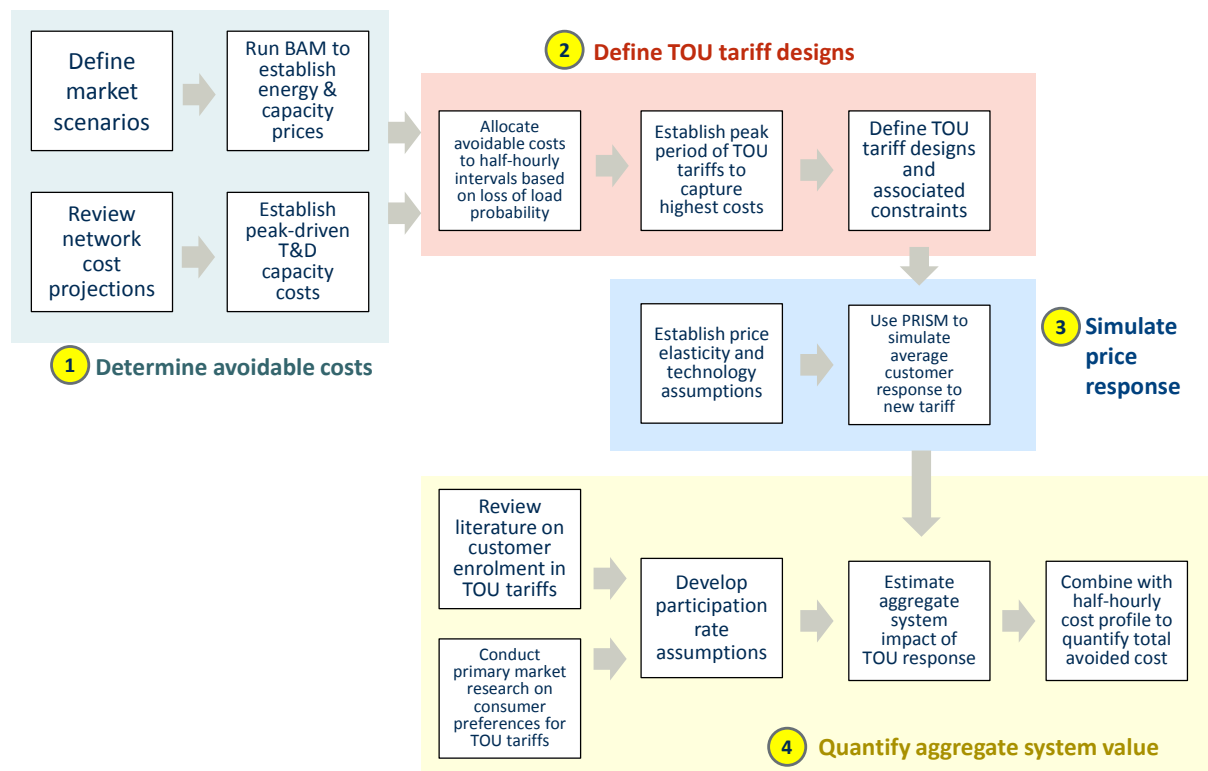 Define
market
scenarios
Run BAM to
establish
energy &
capacity
prices
Review
network
cost
projections
Establish
peak-driven
T&D
capacity
costs
1 Determine avoidable costs
2 Define TOU tariff designs
Allocate
avoidable costs
to half-hourly
intervals based
on loss of load
probability
Establish peak
period of TOU
tariffs to
capture
highest costs
Define TOU
tariff designs
and
associated
constraints
Establish price
elasticity and
technology
assumptions
Use PRISM to
simulate
average
customer
response to
new tariff
3 Simulate
price
response
Review
literature on
customer
enrolment in
TOU tariffs
Conduct
primary market
research on
consumer
preferences for
TOU tariffs
Develop
participation
rate
assumptions
Estimate
aggregate
system
impact of
TOU response
Combine with
half-hourly
cost profile to
quantify total
avoided cost
4 Quantify aggregate system value